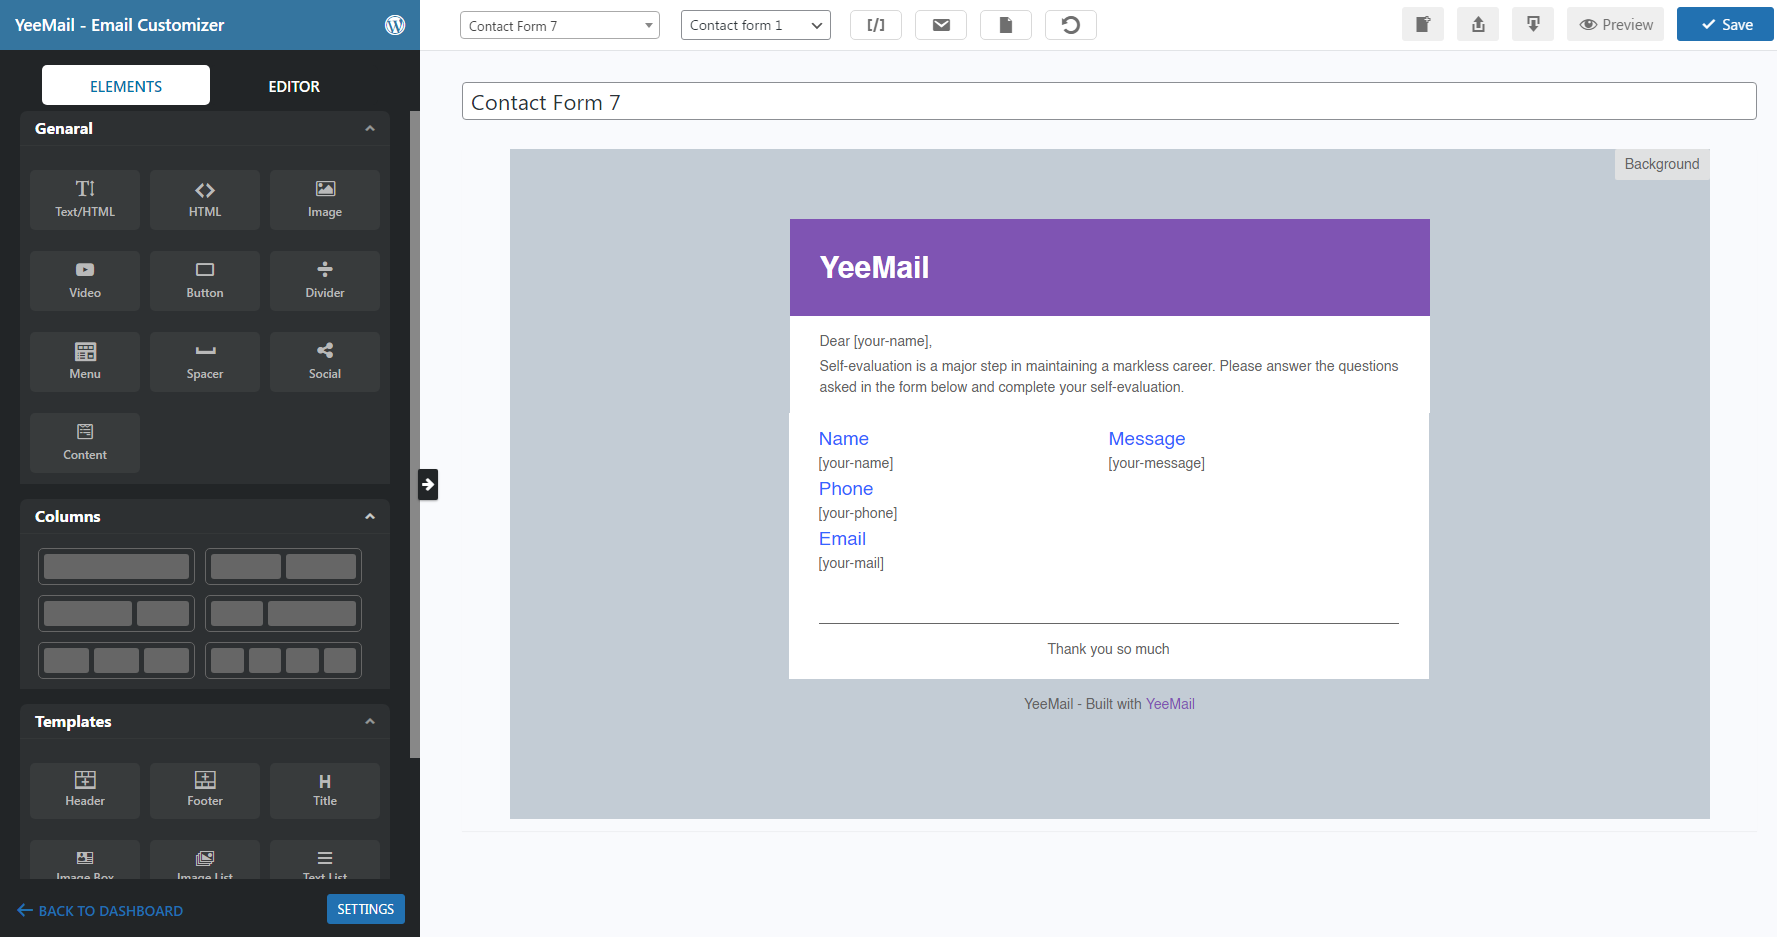 YeeMail - Email Customizer
Contact Form 7
Contact form 1
[/]
Preview
Save
ELEMENTS
EDITOR
Genaral
Text/HTML
HTML
Image
Video
Button
Divider
Menu
Spacer
Social
Content
Columns
Templates
Header
Footer
H
Title
Image Box
Image List
Text List
BACK TO DASHBOARD
SETTINGS
Contact Form 7
Background
YeeMail
Dear [your-name],
Self-evaluation is a major step in maintaining a markless career. Please answer the questions
asked in the form below and complete your self-evaluation.
Name
[your-name]
Phone
[your-phone]
Email
[your-mail]
Message
[your-message]
Thank you so much
YeeMail - Built with YeeMail